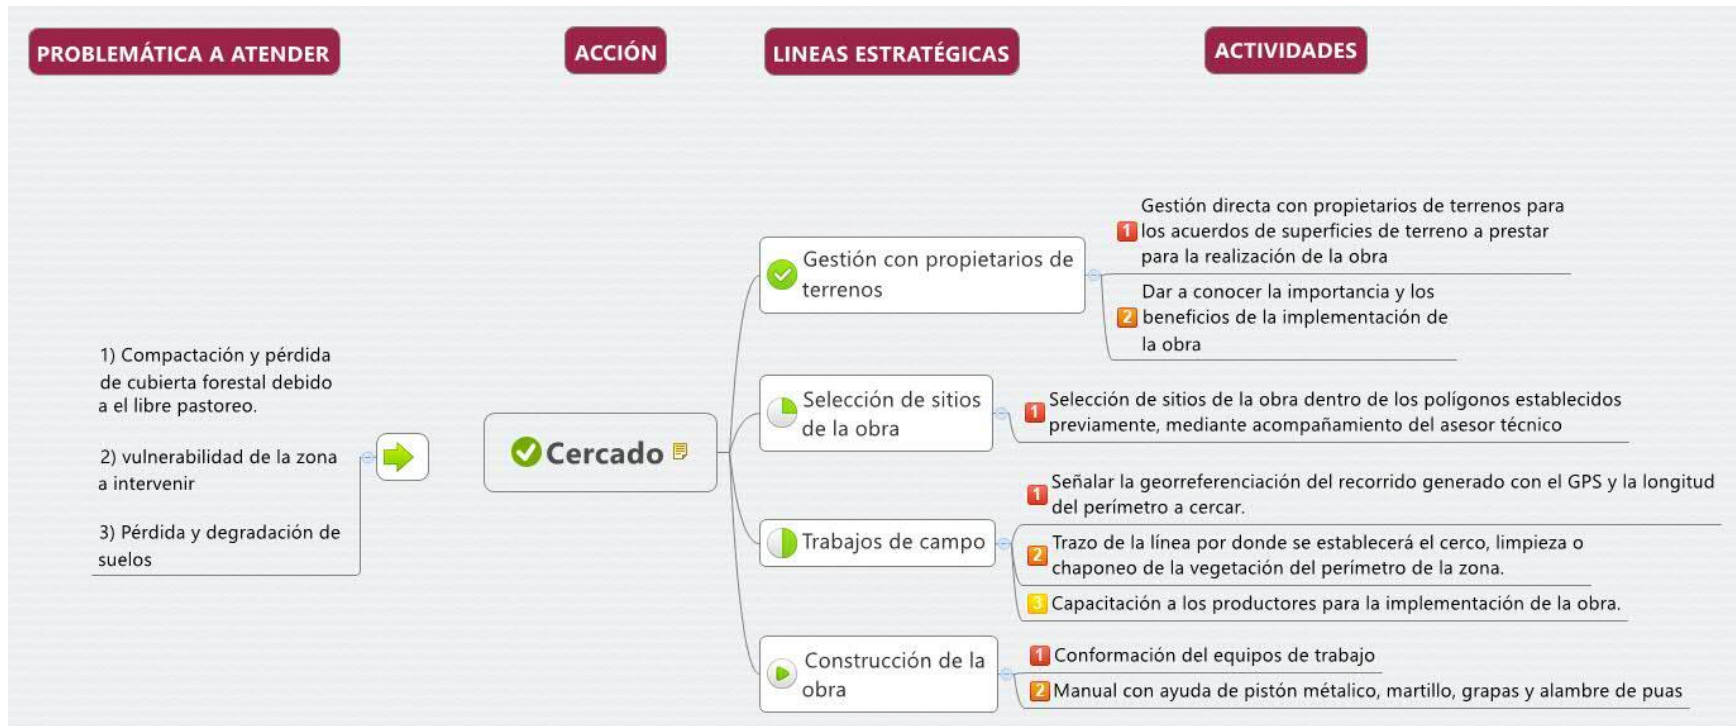 PROBLEMÁTICA A ATENDER
ACCIÓN
LINEAS ESTRATÉGICAS
ACTIVIDADES
1) Compactación y pérdida
de cubierta forestal debido
a el libre pastoreo.
2) vulnerabilidad de la zona
a intervenir
3) Pérdida y degradación de
suelos
Cercado
Gestión con propietarios de
terrenos
Gestión directa con propietarios de terrenos para
1 los acuerdos de superficies de terreno a prestar
para la realización de la obra
Dar a conocer la importancia y los
2 beneficios de la implementación de
la obra
Selección de sitios
de la obra
1 Selección de sitios de la obra dentro de los polígonos establecidos
previamente, mediante acompañamiento del asesor técnico
Trabajos de campo
1 Señalar la georreferenciación del recorrido generado con el GPS y la longitud
del perímetro a cercar.
2 Trazo de la línea por donde se establecerá el cerco, limpieza o
chaponeo de la vegetación del perímetro de la zona.
3 Capacitación a los productores para la implementación de la obra.
Construcción de la
obra
1 Conformación del equipos de trabajo
2 Manual con ayuda de pistón métalico, martillo, grapas y alambre de puas